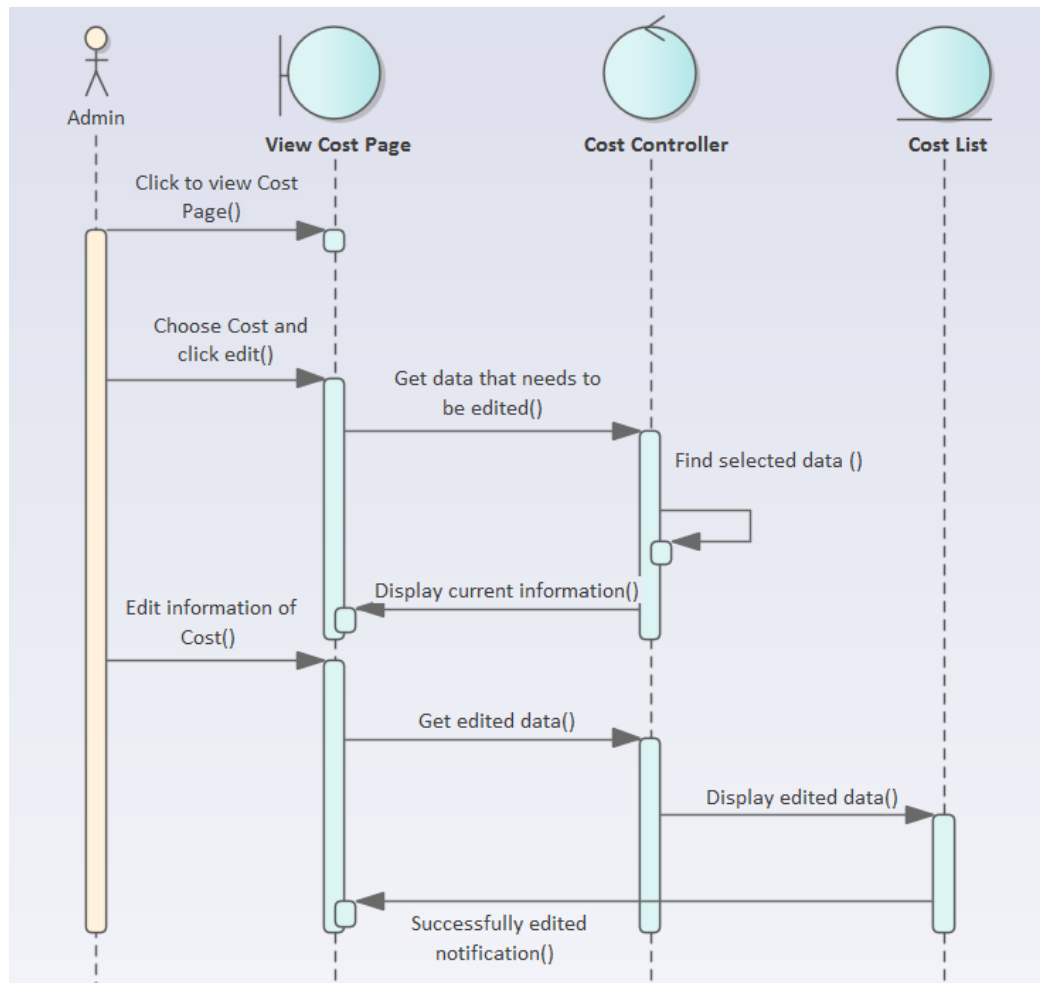 Admin
View Cost Page
Cost Controller
Cost List
Click to view Cost
Page()
Choose Cost and
click edit()
Get data that needs to
be edited()
Find selected data ()
Display current information()
Edit information of
Cost()
Get edited data()
Display edited data()
Successfully edited
notification()